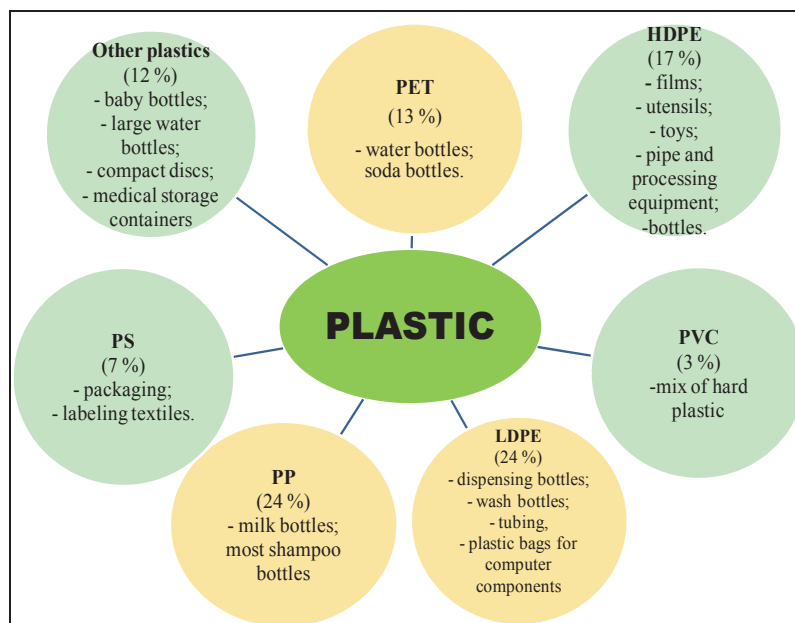 Other plastics
(12 %)
- baby bottles;
- large water
bottles;
- compact discs;
- medical storage
containers
PET
(13 %)
- water bottles;
soda bottles.
HDPE
(17 %)
- films;
- utensils;
- toys;
- pipe and
processing
equipment;
-bottles.
PLASTIC
PS
(7 %)
- packaging;
- labeling textiles.
PVC
(3 %)
-mix of hard
plastic
PP
(24 %)
- milk bottles;
most shampoo
bottles
LDPE
(24 %)
- dispensing bottles;
- wash bottles;
- tubing,
- plastic bags for
computer
components